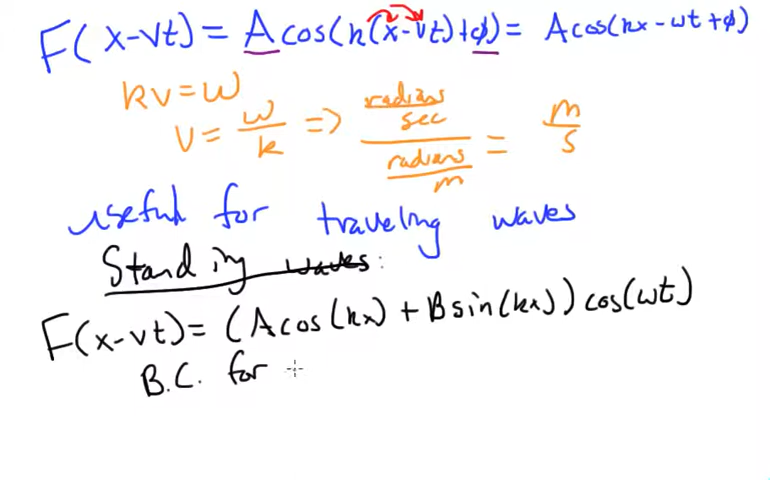 F(x-vt) = A cos(k(x-vt)+ϕ) = A cos(kx-ωt+ϕ)
kv = ω
v = ω/k => (radians/sec)/(radians/m) = m/s
useful for traveling waves
Standing waves:
F(x-vt) = (A cos(kx) + B sin(kx)) cos(ωt)
B.C. for